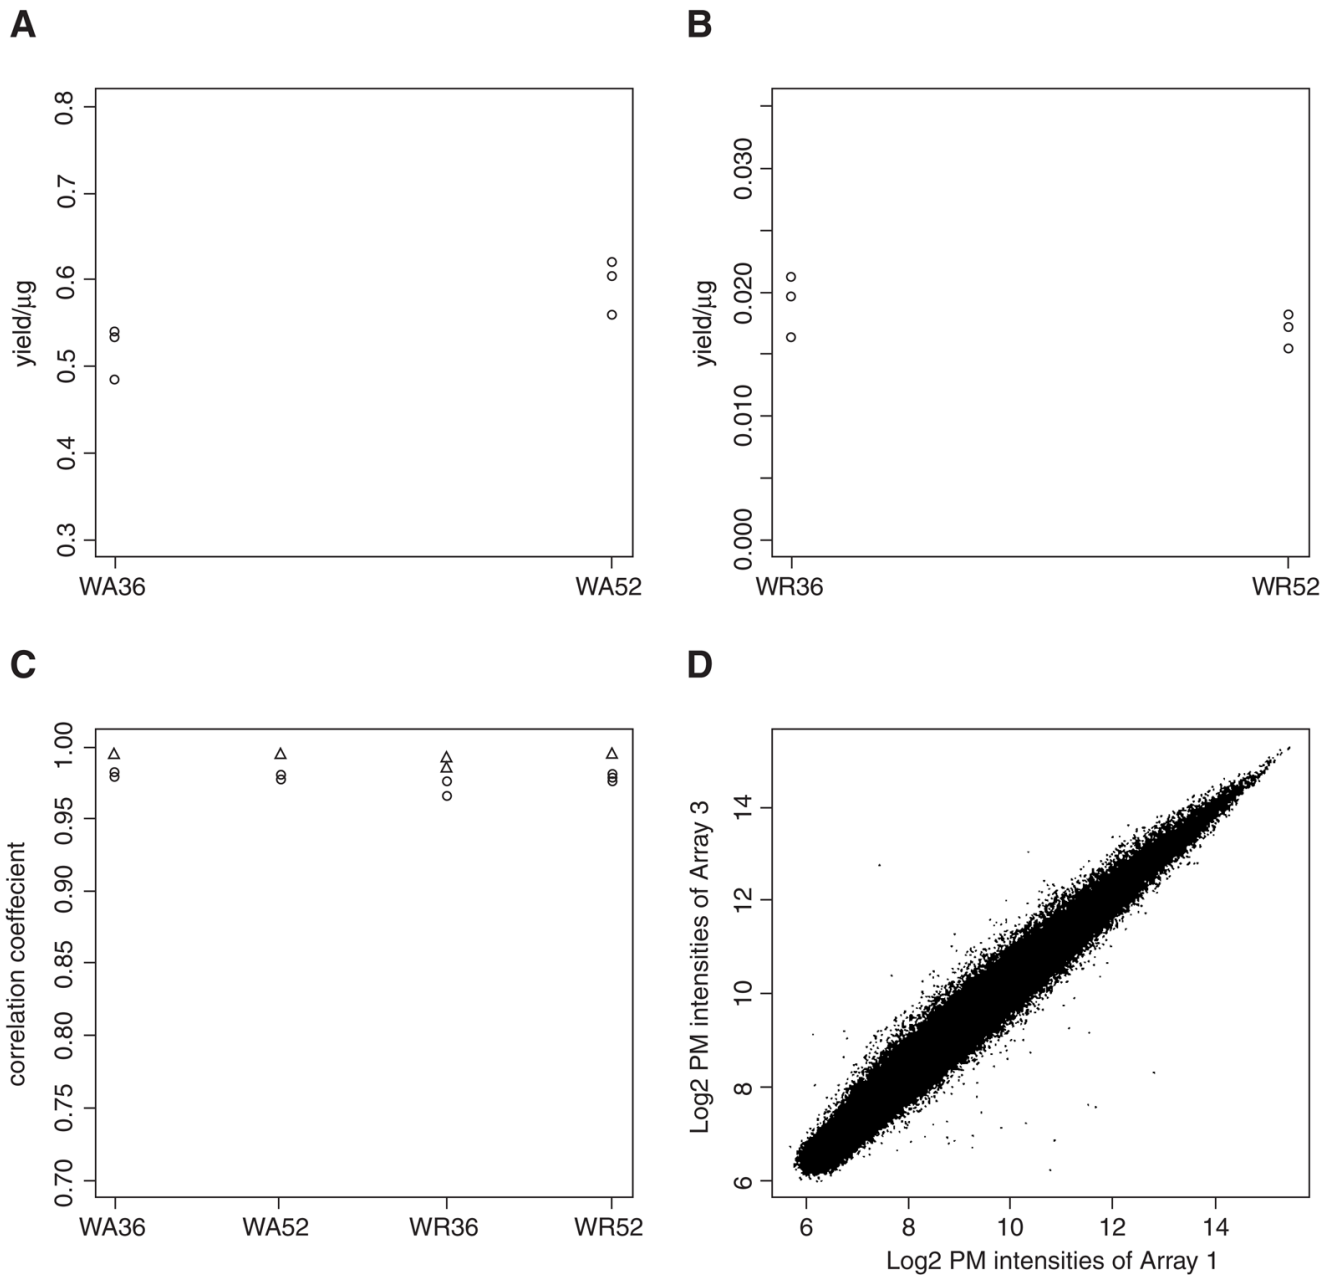 A
0.8
0.7
0.6
0.5
0.4
0.3
yield/µg
WA36
WA52
B
0.030
0.020
0.010
0.000
yield/µg
WR36
WR52
C
1.00
0.95
0.90
0.85
0.80
0.75
0.70
correlation coeffecient
WA36
WA52
WR36
WR52
D
14
12
10
8
6
Log2 PM intensities of Array 3
6
8
10
12
14
Log2 PM intensities of Array 1